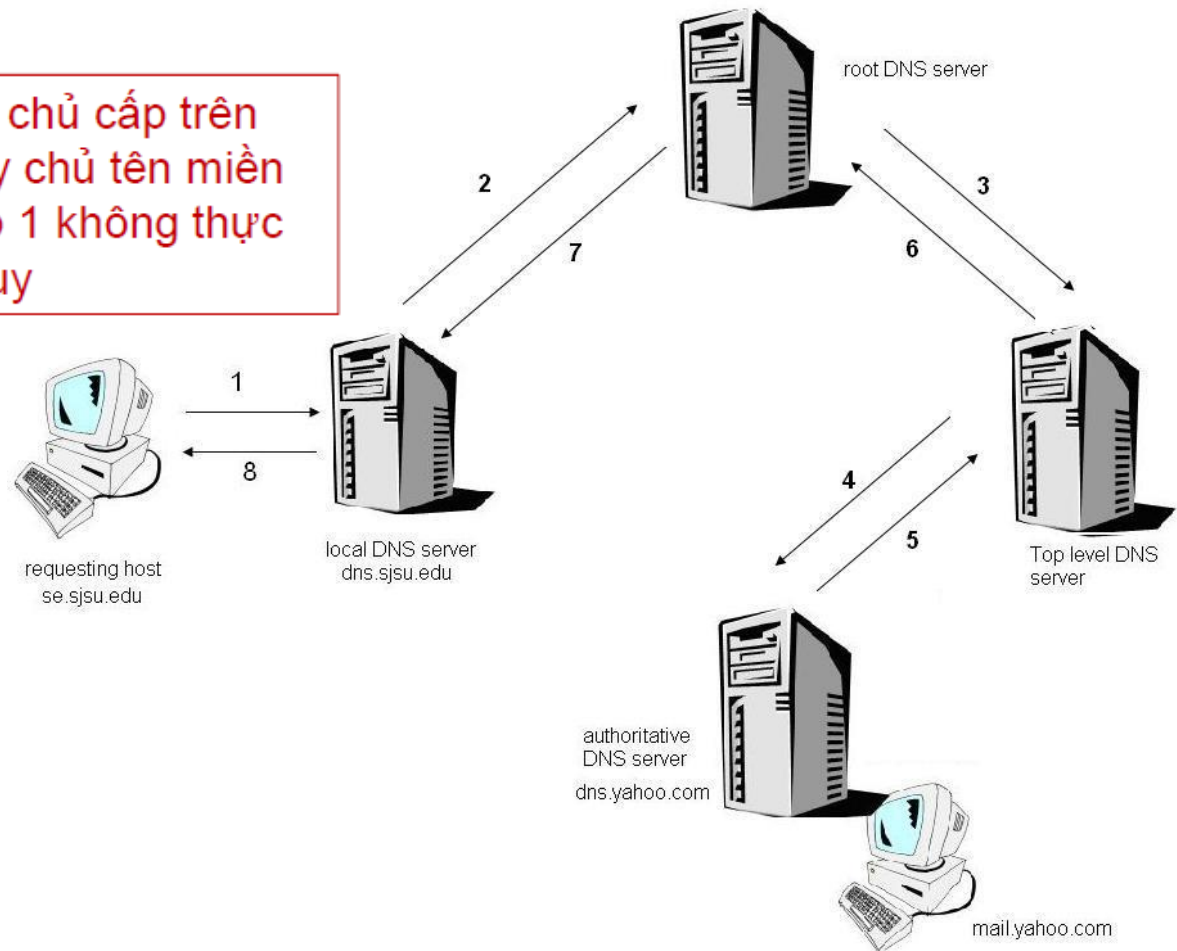 root DNS server
chủ cấp trên
chủ tên miền
1 không thực
2
3
7
6
1
8
4
5
requesting host
se.sjsu.edu
local DNS server
dns.sjsu.edu
Top level DNS
server
authoritative
DNS server
dns.yahoo.com
mail.yahoo.com